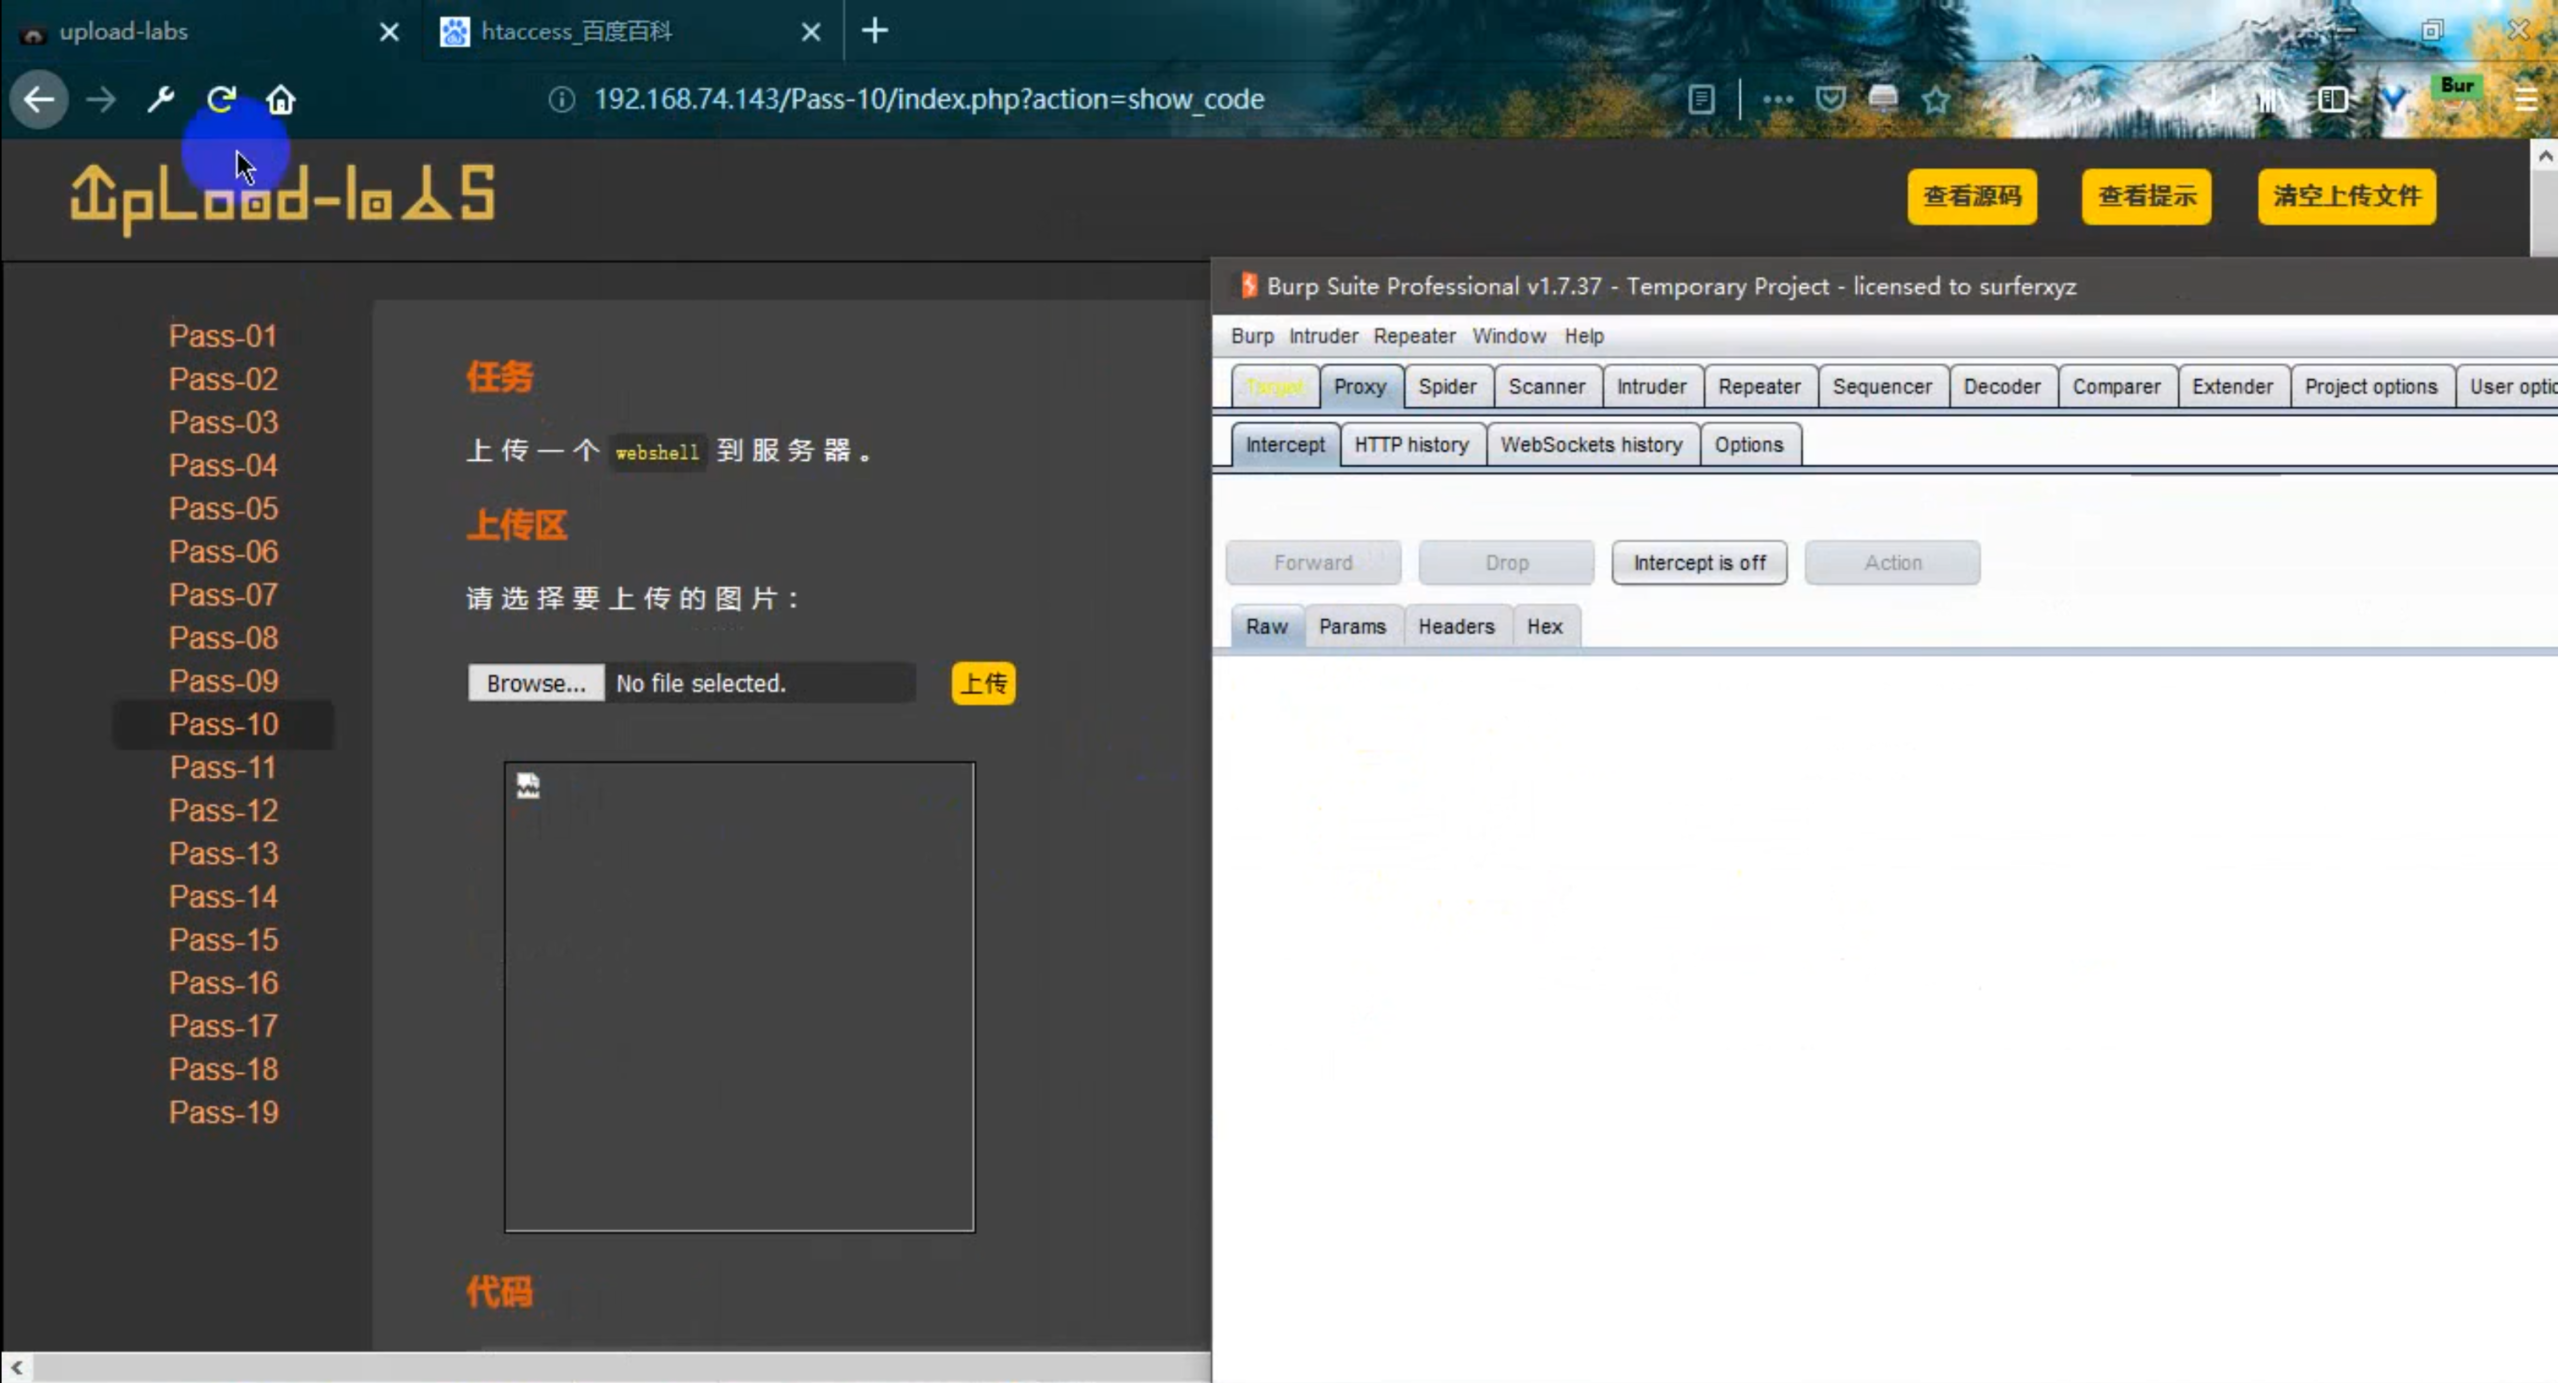 upload-labs
htaccess_百度百科
192.168.74.143/Pass-10/index.php?action=show_code
Bur
UpLoad-labs
查看源码
查看提示
清空上传文件
Pass-01
Pass-02
Pass-03
Pass-04
Pass-05
Pass-06
Pass-07
Pass-08
Pass-09
Pass-10
Pass-11
Pass-12
Pass-13
Pass-14
Pass-15
Pass-16
Pass-17
Pass-18
Pass-19
任务
上传一个 webshell 到服务器。
上传区
请选择要上传的图片：
Browse... No file selected. 上传
代码
Burp Suite Professional v1.7.37 - Temporary Project - licensed to surferxyz
Burp Intruder Repeater Window Help
Target Proxy Spider Scanner Intruder Repeater Sequencer Decoder Comparer Extender Project options User optio
Intercept HTTP history WebSockets history Options
Forward Drop Intercept is off Action
Raw Params Headers Hex